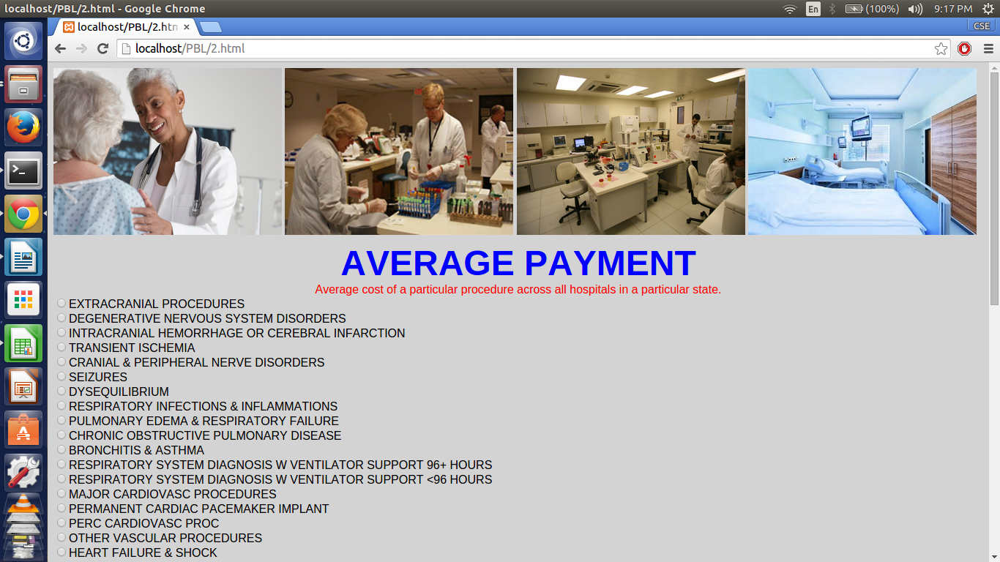 localhost/PBL/2.html - Google Chrome
En
(100%)
9:17 PM
localhost/PBL/2.htm
CSE
localhost/PBL/2.html
AVERAGE PAYMENT
Average cost of a particular procedure across all hospitals in a particular state.
EXTRACRANIAL PROCEDURES
DEGENERATIVE NERVOUS SYSTEM DISORDERS
INTRACRANIAL HEMORRHAGE OR CEREBRAL INFARCTION
TRANSIENT ISCHEMIA
CRANIAL & PERIPHERAL NERVE DISORDERS
SEIZURES
DYSEQUILIBRIUM
RESPIRATORY INFECTIONS & INFLAMMATIONS
PULMONARY EDEMA & RESPIRATORY FAILURE
CHRONIC OBSTRUCTIVE PULMONARY DISEASE
BRONCHITIS & ASTHMA
RESPIRATORY SYSTEM DIAGNOSIS W VENTILATOR SUPPORT 96+ HOURS
RESPIRATORY SYSTEM DIAGNOSIS W VENTILATOR SUPPORT <96 HOURS
MAJOR CARDIOVASC PROCEDURES
PERMANENT CARDIAC PACEMAKER IMPLANT
PERC CARDIOVASC PROC
OTHER VASCULAR PROCEDURES
HEART FAILURE & SHOCK